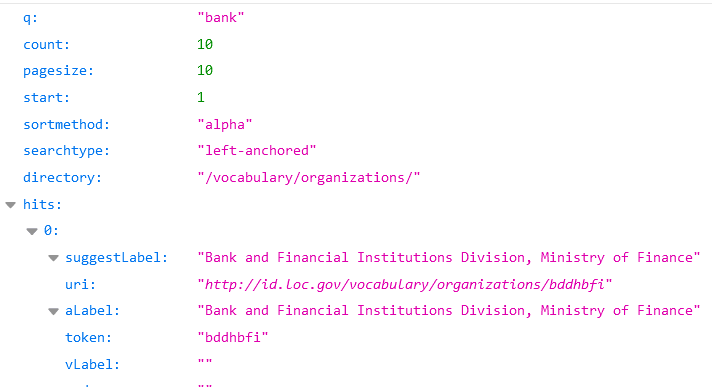 q: "bank"
count: 10
pagesize: 10
start: 1
sortmethod: "alpha"
searchtype: "left-anchored"
directory: "/vocabulary/organizations/"
hits:
0:
suggestLabel: "Bank and Financial Institutions Division, Ministry of Finance"
uri: "http://id.loc.gov/vocabulary/organizations/bddhbfi"
aLabel: "Bank and Financial Institutions Division, Ministry of Finance"
token: "bddhbfi"
vLabel: ""